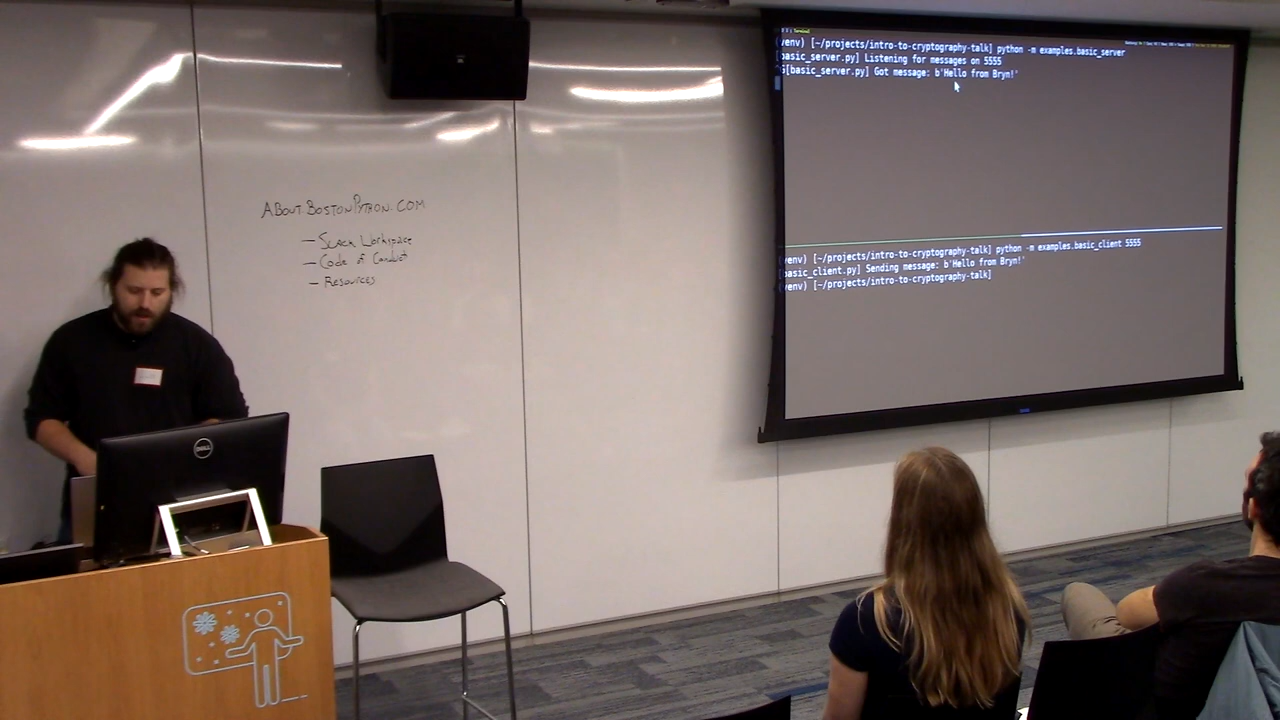 ABOUT.BOSTONPYTHON.COM
- Slack Workspace
- Code of Conduct
- Resources
DELL
Terminal
(venv) [~/projects/intro-to-cryptography-talk] python -m examples.basic_server
[basic_server.py] Listening for messages on 5555
[basic_server.py] Got message: b'Hello from Bryn!'
(venv) [~/projects/intro-to-cryptography-talk] python -m examples.basic_client 5555
[basic_client.py] Sending message: b'Hello from Bryn!'
(venv) [~/projects/intro-to-cryptography-talk]